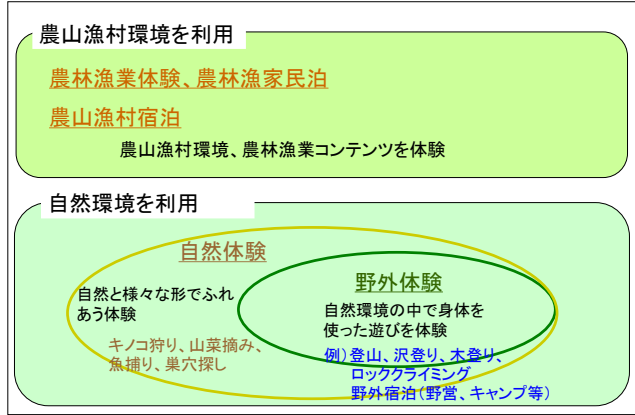 農山漁村環境を利用
農林漁業体験、農林漁家民泊
農山漁村宿泊
農山漁村環境、農林漁業コンテンツを体験
自然環境を利用
自然体験
自然と様々な形でふれ
あう体験
キノコ狩り、山菜摘み、
魚捕り、巣穴探し
野外体験
自然環境の中で身体を
使った遊びを体験
例）登山、沢登り、木登り、
ロッククライミング
野外宿泊（野営、キャンプ等）